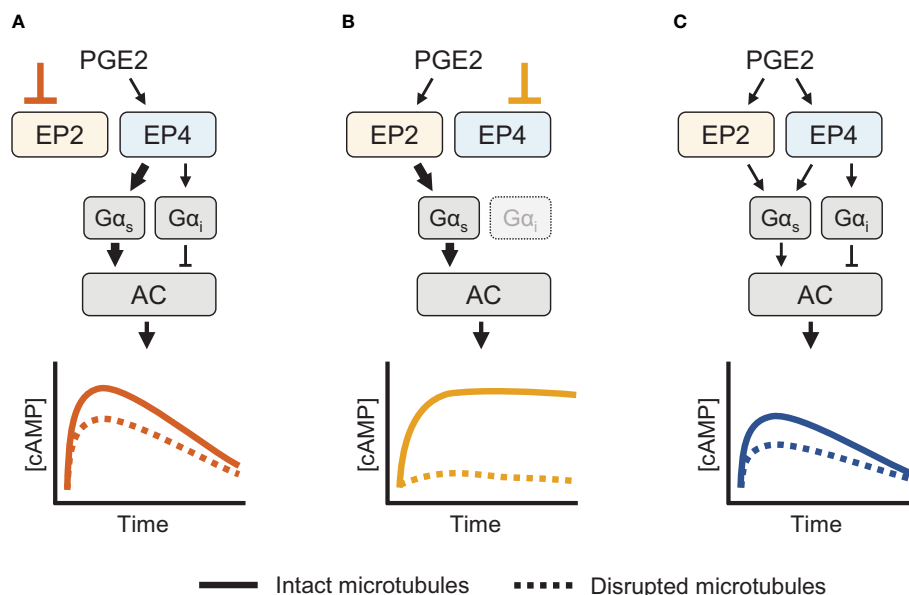 A
PGE2
EP2
EP4
Gαs
Gαi
AC
[cAMP]
Time
B
PGE2
EP2
EP4
Gαs
Gαi
AC
[cAMP]
Time
C
PGE2
EP2
EP4
Gαs
Gαi
AC
[cAMP]
Time
Intact microtubules
Disrupted microtubules